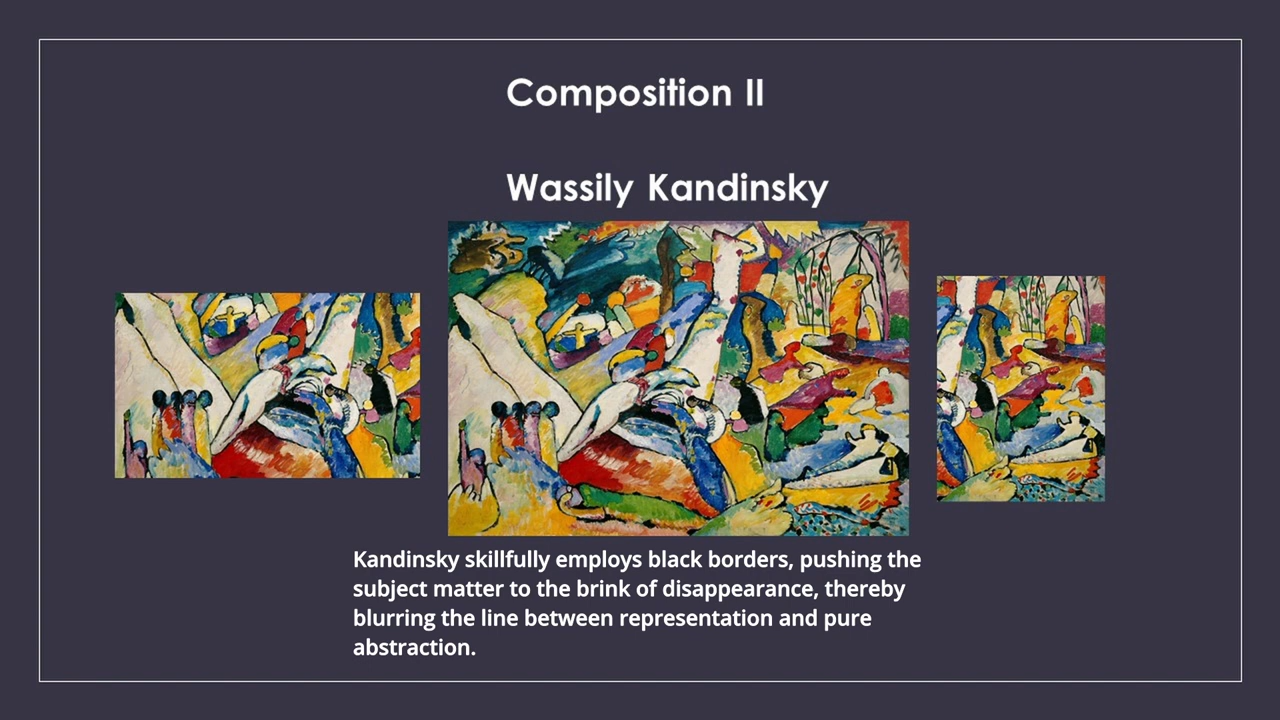 Composition II
Wassily Kandinsky
Kandinsky skillfully employs black borders, pushing the
subject matter to the brink of disappearance, thereby
blurring the line between representation and pure
abstraction.